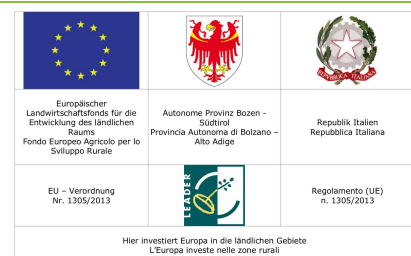 Europäischer
Landwirtschaftsfonds für die
Entwicklung des ländlichen
Raums
Fondo Europeo Agricolo per lo
Sviluppo Rurale
Autonome Provinz Bozen -
Südtirol
Provincia Autonoma di Bolzano –
Alto Adige
REPUBBLICA ITALIANA
Republik Italien
Repubblica Italiana
EU – Verordnung
Nr. 1305/2013
LEADER
Regolamento (UE)
n. 1305/2013
Hier investiert Europa in die ländlichen Gebiete
L'Europa investe nelle zone rurali